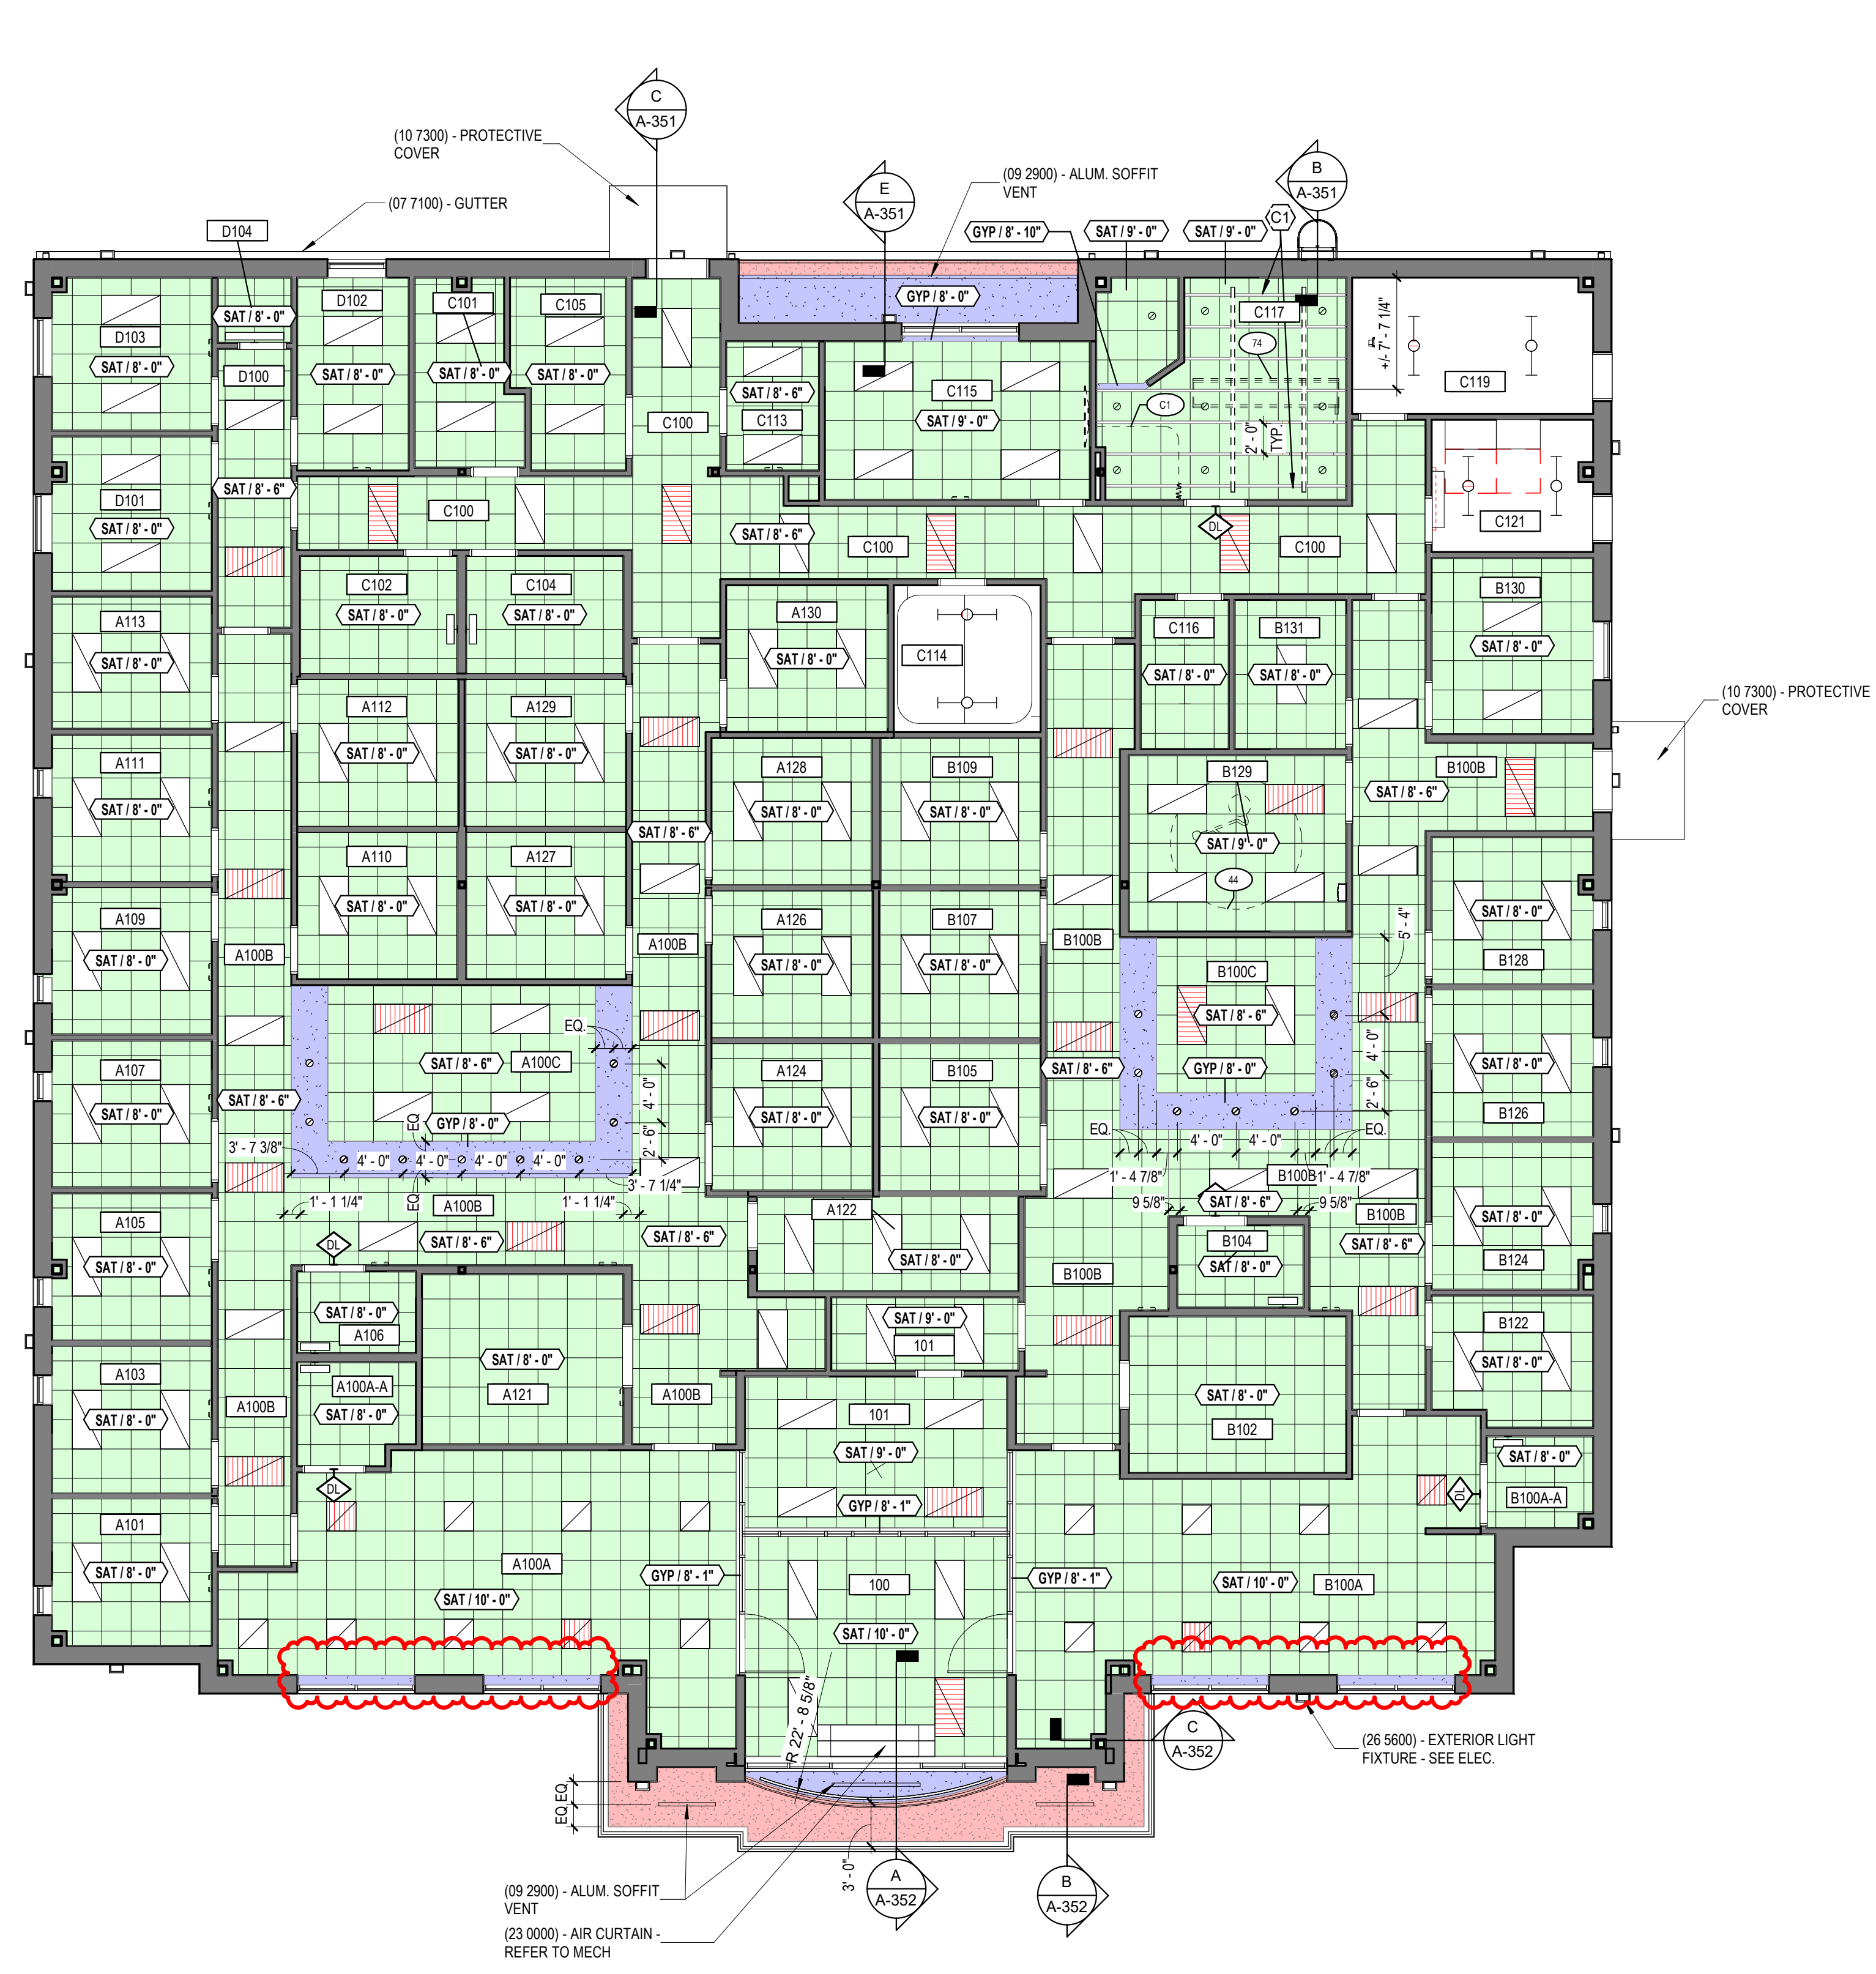 C
A-351
(10 7300) - PROTECTIVE
COVER
(07 7100) - GUTTER
E
A-351
(09 2900) - ALUM. SOFFIT
VENT
B
A-351
D104
GYP / 8' - 10"
SAT / 9' - 0"
SAT / 9' - 0"
C1
D103
SAT / 8' - 0"
SAT / 8' - 0"
D102
SAT / 8' - 0"
C101
SAT / 8' - 0"
C105
SAT / 8' - 0"
GYP / 8' - 0"
C117
74
C1
2' - 0"
TYP.
+/- 7' - 7 1/4"
C119
D100
C100
SAT / 8' - 6"
C113
C115
SAT / 9' - 0"
D101
SAT / 8' - 0"
SAT / 8' - 6"
C100
SAT / 8' - 6"
C100
DL
C100
C121
A113
SAT / 8' - 0"
C102
SAT / 8' - 0"
C104
SAT / 8' - 0"
A130
SAT / 8' - 0"
C114
C116
SAT / 8' - 0"
B131
SAT / 8' - 0"
B130
SAT / 8' - 0"
(10 7300) - PROTECTIVE
COVER
A112
SAT / 8' - 0"
A129
SAT / 8' - 0"
A111
SAT / 8' - 0"
A128
SAT / 8' - 0"
B109
SAT / 8' - 0"
B129
SAT / 9' - 0"
44
B100B
SAT / 8' - 6"
SAT / 8' - 6"
A110
SAT / 8' - 0"
A127
SAT / 8' - 0"
A109
SAT / 8' - 0"
A100B
A100B
A126
SAT / 8' - 0"
B107
SAT / 8' - 0"
B100B
5' - 4"
SAT / 8' - 0"
B128
B100C
SAT / 8' - 6"
GYP / 8' - 0"
4' - 0"
2' - 6"
EQ.
SAT / 8' - 6"
A100C
GYP / 8' - 0"
EQ
EQ
4' - 0"
2' - 6"
A107
SAT / 8' - 0"
SAT / 8' - 6"
A124
SAT / 8' - 0"
B105
SAT / 8' - 0"
SAT / 8' - 6"
SAT / 8' - 0"
B126
3' - 7 3/8"
4' - 0"
4' - 0"
4' - 0"
4' - 0"
3' - 7 1/4"
EQ.
4' - 0"
4' - 0"
EQ.
1' - 4 7/8"
B100B
1' - 4 7/8"
9 5/8"
SAT / 8' - 6"
9 5/8"
1' - 1 1/4"
A100B
1' - 1 1/4"
SAT / 8' - 6"
SAT / 8' - 6"
A105
SAT / 8' - 0"
DL
A122
SAT / 8' - 0"
B100B
B104
SAT / 8' - 0"
B100B
SAT / 8' - 6"
SAT / 8' - 0"
B124
SAT / 8' - 0"
A106
SAT / 9' - 0"
101
B122
SAT / 8' - 0"
A103
SAT / 8' - 0"
A100B
A100A-A
SAT / 8' - 0"
SAT / 8' - 0"
A121
A100B
101
SAT / 9' - 0"
SAT / 8' - 0"
B102
SAT / 8' - 0"
B100A-A
DL
DL
GYP / 8' - 1"
A101
SAT / 8' - 0"
A100A
SAT / 10' - 0"
GYP / 8' - 1"
100
SAT / 10' - 0"
GYP / 8' - 1"
SAT / 10' - 0"
B100A
R 22' - 8 5/8"
C
A-352
(26 5600) - EXTERIOR LIGHT
FIXTURE - SEE ELEC.
EQ
EQ
3' - 0"
A
A-352
B
A-352
(09 2900) - ALUM. SOFFIT
VENT
(23 0000) - AIR CURTAIN -
REFER TO MECH